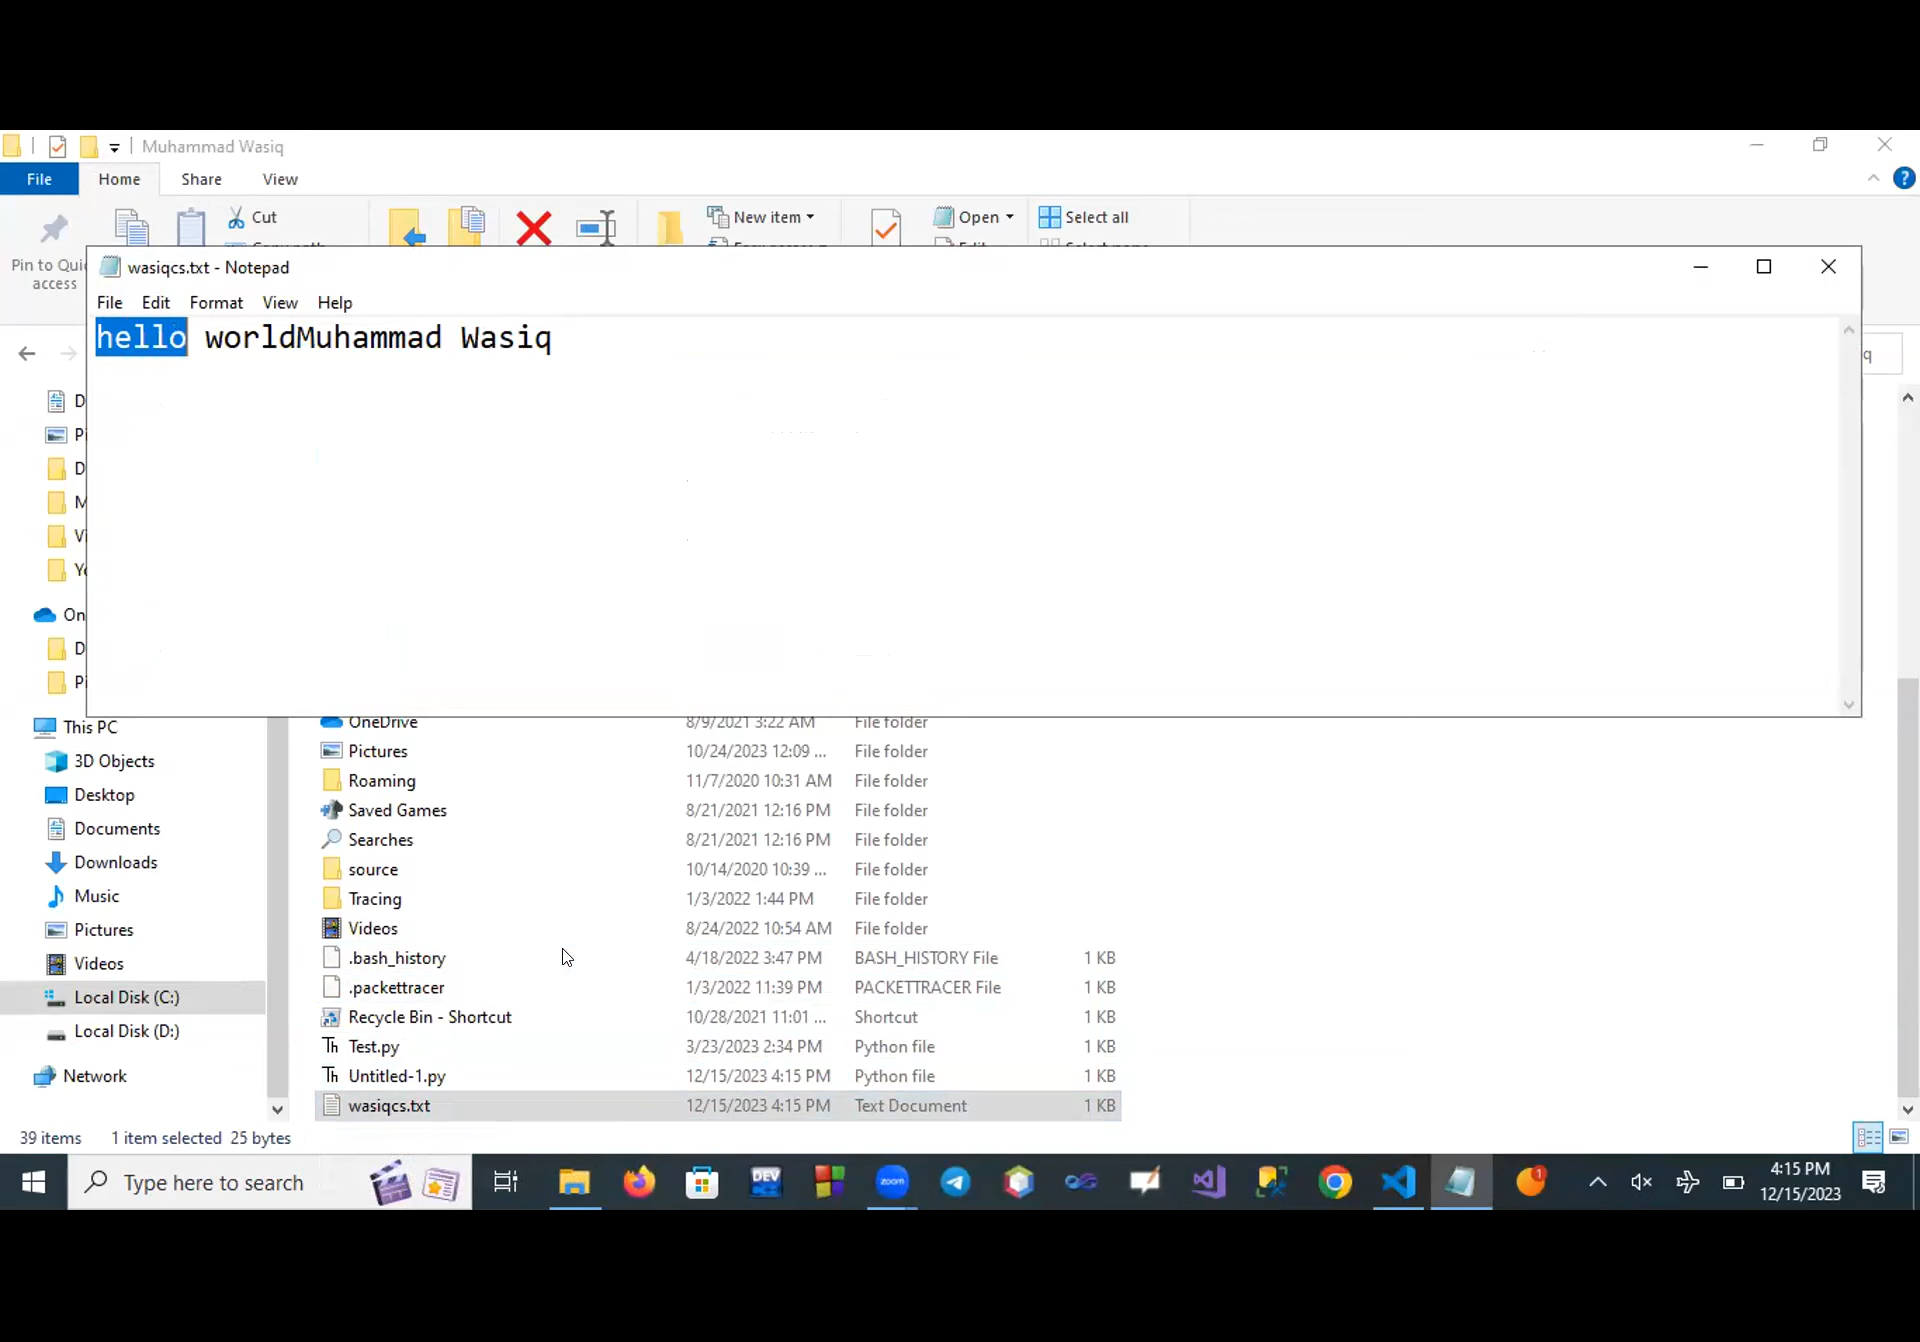 Muhammad Wasiq
File Home Share View
Cut
New item
Open
Select all
Pin to
access
wasiqcs.txt - Notepad
File Edit Format View Help
hello worldMuhammad Wasiq
This PC
3D Objects
Desktop
Documents
Downloads
Music
Pictures
Videos
Local Disk (C:)
Local Disk (D:)
Network
OneDrive 8/9/2021 3:22 AM File folder
Pictures 10/24/2023 12:09 ... File folder
Roaming 11/7/2020 10:31 AM File folder
Saved Games 8/21/2021 12:16 PM File folder
Searches 8/21/2021 12:16 PM File folder
source 10/14/2020 10:39 ... File folder
Tracing 1/3/2022 1:44 PM File folder
Videos 8/24/2022 10:54 AM File folder
.bash_history 4/18/2022 3:47 PM BASH_HISTORY File 1 KB
.packettracer 1/3/2022 11:39 PM PACKETTRACER File 1 KB
Recycle Bin - Shortcut 10/28/2021 11:01 ... Shortcut 1 KB
Test.py 3/23/2023 2:34 PM Python file 1 KB
Untitled-1.py 12/15/2023 4:15 PM Python file 1 KB
wasiqcs.txt 12/15/2023 4:15 PM Text Document 1 KB
39 items 1 item selected 25 bytes
Type here to search
DEV
zoom
1
4:15 PM
12/15/2023